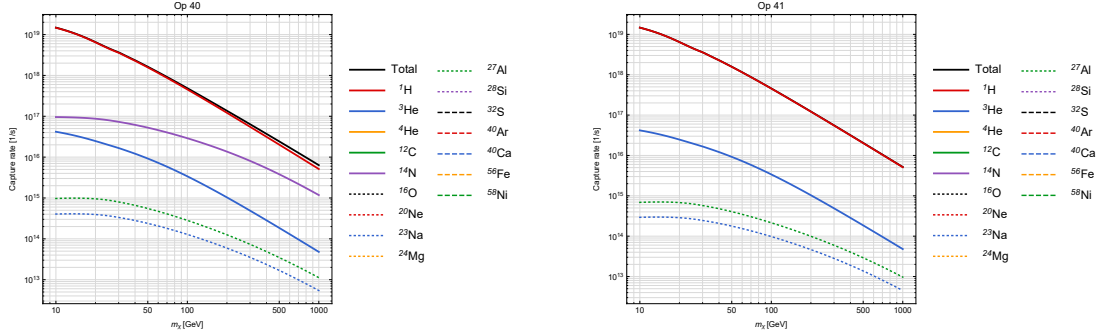 Op 40
10¹⁹
10¹⁸
10¹⁷
10¹⁶
10¹⁵
10¹⁴
10¹³
Capture rate [1/s]
10
50
100
500
1000
mχ [GeV]
Total
¹H
³He
⁴He
¹²C
¹⁴N
¹⁶O
²⁰Ne
²³Na
²⁴Mg
²⁷Al
²⁸Si
³²S
⁴⁰Ar
⁴⁰Ca
⁵⁶Fe
⁵⁸Ni
Op 41
10¹⁹
10¹⁸
10¹⁷
10¹⁶
10¹⁵
10¹⁴
10¹³
Capture rate [1/s]
10
50
100
500
1000
mχ [GeV]
Total
¹H
³He
⁴He
¹²C
¹⁴N
¹⁶O
²⁰Ne
²³Na
²⁴Mg
²⁷Al
²⁸Si
³²S
⁴⁰Ar
⁴⁰Ca
⁵⁶Fe
⁵⁸Ni